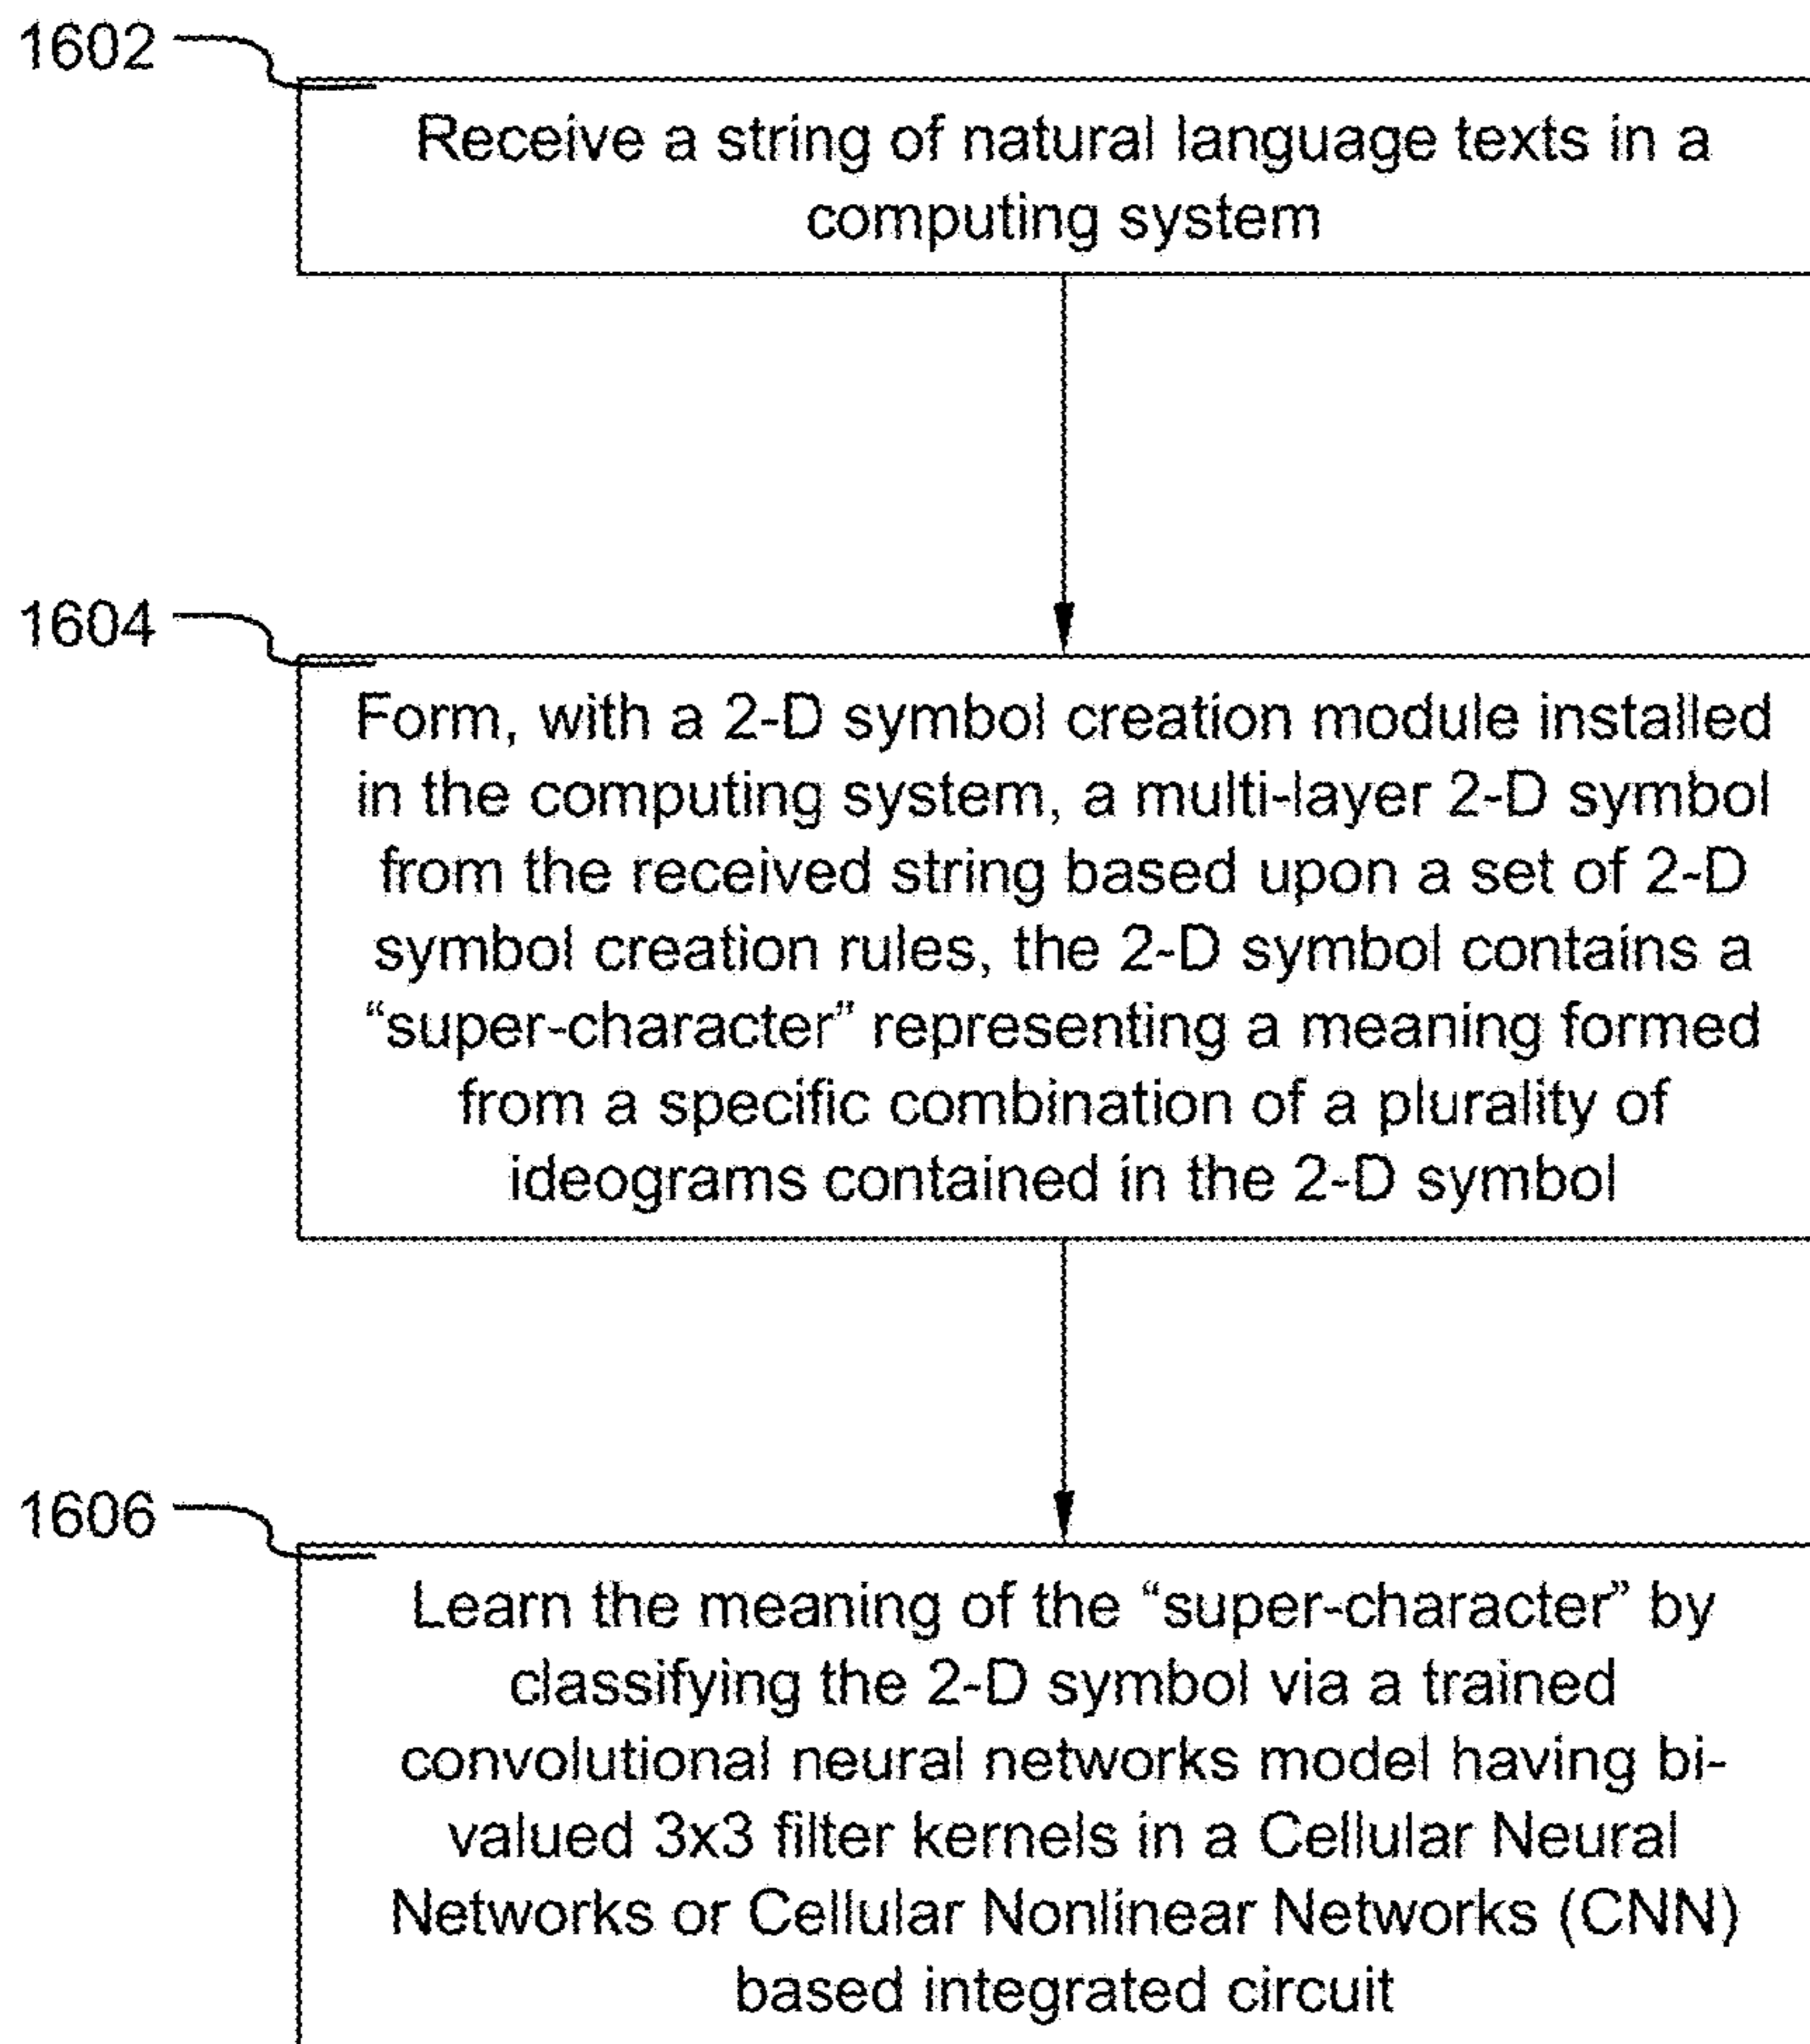 1602
Receive a string of natural language texts in a
computing system
1604
Form, with a 2-D symbol creation module installed
in the computing system, a multi-layer 2-D symbol
from the received string based upon a set of 2-D
symbol creation rules, the 2-D symbol contains a
“super-character” representing a meaning formed
from a specific combination of a plurality of
ideograms contained in the 2-D symbol
1606
Learn the meaning of the “super-character” by
classifying the 2-D symbol via a trained
convolutional neural networks model having bi-
valued 3x3 filter kernels in a Cellular Neural
Networks or Cellular Nonlinear Networks (CNN)
based integrated circuit